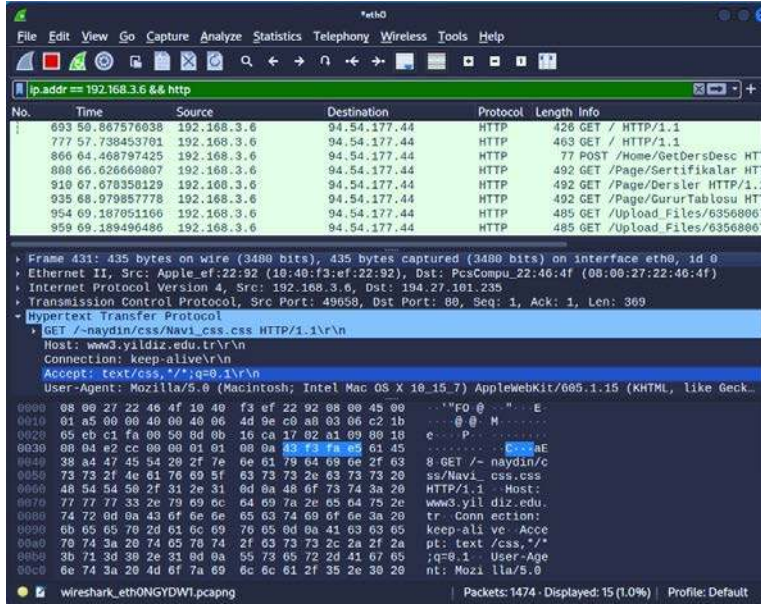 *eth0
File Edit View Go Capture Analyze Statistics Telephony Wireless Tools Help
ip.addr == 192.168.3.6 && http
No. Time Source Destination Protocol Length Info
693 50.867576038 192.168.3.6 94.54.177.44 HTTP 426 GET / HTTP/1.1
777 57.738453701 192.168.3.6 94.54.177.44 HTTP 463 GET / HTTP/1.1
866 64.468797425 192.168.3.6 94.54.177.44 HTTP 77 POST /Home/GetDersDesc HT
888 66.626660807 192.168.3.6 94.54.177.44 HTTP 492 GET /Page/Sertifikalar HT
910 67.678358129 192.168.3.6 94.54.177.44 HTTP 492 GET /Page/Dersler HTTP/1.
935 68.979857778 192.168.3.6 94.54.177.44 HTTP 492 GET /Page/GururTablosu HT
954 69.187051166 192.168.3.6 94.54.177.44 HTTP 485 GET /Upload_Files/6356806
959 69.189496486 192.168.3.6 94.54.177.44 HTTP 485 GET /Upload_Files/6356806
Frame 431: 435 bytes on wire (3480 bits), 435 bytes captured (3480 bits) on interface eth0, id 0
Ethernet II, Src: Apple_ef:22:92 (10:40:f3:ef:22:92), Dst: PcsCompu_22:46:4f (08:00:27:22:46:4f)
Internet Protocol Version 4, Src: 192.168.3.6, Dst: 194.27.101.235
Transmission Control Protocol, Src Port: 49658, Dst Port: 80, Seq: 1, Ack: 1, Len: 369
Hypertext Transfer Protocol
GET /~naydin/css/Navi_css.css HTTP/1.1\r\n
Host: www3.yildiz.edu.tr\r\n
Connection: keep-alive\r\n
Accept: text/css,*/*;q=0.1\r\n
User-Agent: Mozilla/5.0 (Macintosh; Intel Mac OS X 10_15_7) AppleWebKit/605.1.15 (KHTML, like Geck…
0000 08 00 27 22 46 4f 10 40 f3 ef 22 92 08 00 45 00 ··'"FO·@ ··"···E·
0010 01 a5 00 00 40 00 40 06 4d 9e c0 a8 03 06 c2 1b ····@·@· M·······
0020 65 eb c1 fa 00 50 8d 0b 16 ca 17 02 a1 09 80 18 e····P·· ········
0030 08 04 e2 cc 00 00 01 01 08 0a 43 f3 fa e5 61 45 ········ ··C···aE
0040 38 a4 47 45 54 20 2f 7e 6e 61 79 64 69 6e 2f 63 8·GET /~ naydin/c
0050 73 73 2f 4e 61 76 69 5f 63 73 73 2e 63 73 73 20 ss/Navi_ css.css
0060 48 54 54 50 2f 31 2e 31 0d 0a 48 6f 73 74 3a 20 HTTP/1.1 ··Host:
0070 77 77 77 33 2e 79 69 6c 64 69 7a 2e 65 64 75 2e www3.yil diz.edu.
0080 74 72 0d 0a 43 6f 6e 6e 65 63 74 69 6f 6e 3a 20 tr··Conn ection:
0090 6b 65 65 70 2d 61 6c 69 76 65 0d 0a 41 63 63 65 keep-ali ve··Acce
00a0 70 74 3a 20 74 65 78 74 2f 63 73 73 2c 2a 2f 2a pt: text /css,*/*
00b0 3b 71 3d 30 2e 31 0d 0a 55 73 65 72 2d 41 67 65 ;q=0.1·· User-Age
00c0 6e 74 3a 20 4d 6f 7a 69 6c 6c 61 2f 35 2e 30 20 nt: Mozi lla/5.0
wireshark_eth0NGYDW1.pcapng Packets: 1474 · Displayed: 15 (1.0%) Profile: Default